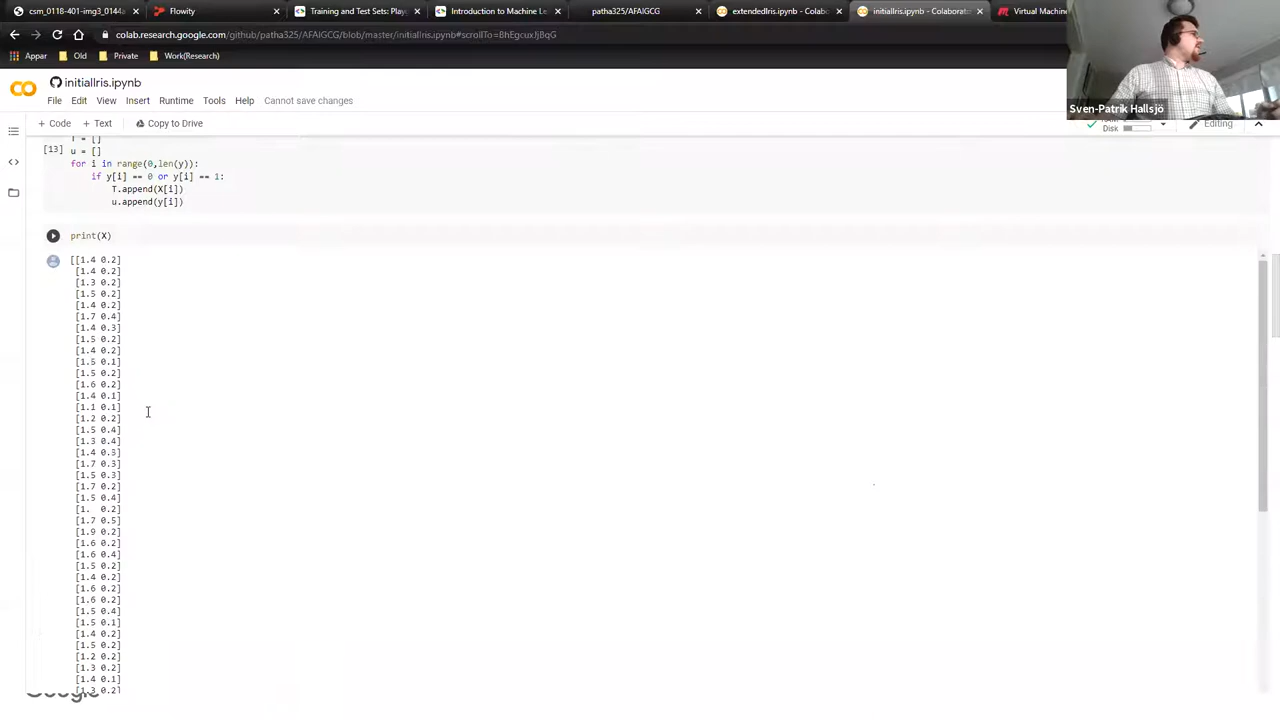 csm_0118-401-img3_0144a
Flowity
Training and Test Sets: Play
Introduction to Machine Le
patha325/AFAIGCG
extendedIris.ipynb - Colab
initialIris.ipynb - Colaborat
Virtual Machin
colab.research.google.com/github/patha325/AFAIGCG/blob/master/initialIris.ipynb#scrollTo=BhEgcuxJjBqG
Appar
Old
Private
Work(Research)
initialIris.ipynb
File Edit View Insert Runtime Tools Help Cannot save changes
Sven-Patrik Hallsjö
+ Code + Text Copy to Drive
Disk
Editing
T = []
[13] u = []
for i in range(0,len(y)):
if y[i] == 0 or y[i] == 1:
T.append(X[i])
u.append(y[i])
print(X)
[[1.4 0.2]
[1.4 0.2]
[1.3 0.2]
[1.5 0.2]
[1.4 0.2]
[1.7 0.4]
[1.4 0.3]
[1.5 0.2]
[1.4 0.2]
[1.5 0.1]
[1.5 0.2]
[1.6 0.2]
[1.4 0.1]
[1.1 0.1]
[1.2 0.2]
[1.5 0.4]
[1.3 0.4]
[1.4 0.3]
[1.7 0.3]
[1.5 0.3]
[1.7 0.2]
[1.5 0.4]
[1. 0.2]
[1.7 0.5]
[1.9 0.2]
[1.6 0.2]
[1.6 0.4]
[1.5 0.2]
[1.4 0.2]
[1.6 0.2]
[1.6 0.2]
[1.5 0.4]
[1.5 0.1]
[1.4 0.2]
[1.5 0.2]
[1.2 0.2]
[1.3 0.2]
[1.4 0.1]
[1.3 0.2]
Google